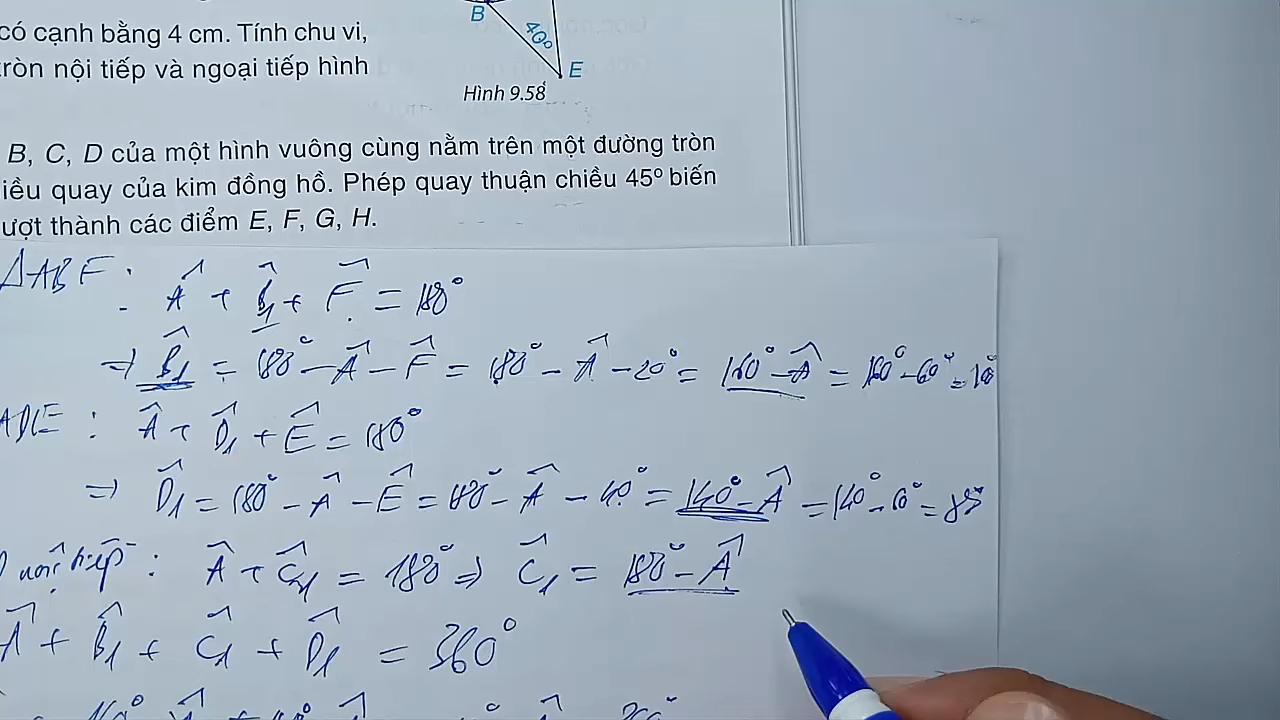 B
có cạnh bằng 4 cm. Tính chu vi,
40°
tròn nội tiếp và ngoại tiếp hình
E
Hình 9.58
B, C, D của một hình vuông cùng nằm trên một đường tròn
iều quay của kim đồng hồ. Phép quay thuận chiều 45° biến
ượt thành các điểm E, F, G, H.
ΔABF : Â + B̂1 + F̂ = 180°
⇒ B̂1 = 180° - Â - F̂ = 180° - Â - 20° = 160° - Â = 160° - 60° = 100°
ADE : Â + D̂1 + Ê = 180°
⇒ D̂1 = 180° - Â - Ê = 180° - Â - 40° = 140° - Â = 140° - 60° = 80°
nội tiếp : Â + Ĉ1 = 180° ⇒ Ĉ1 = 180° - Â
Â + B̂1 + Ĉ1 + D̂1 = 360°